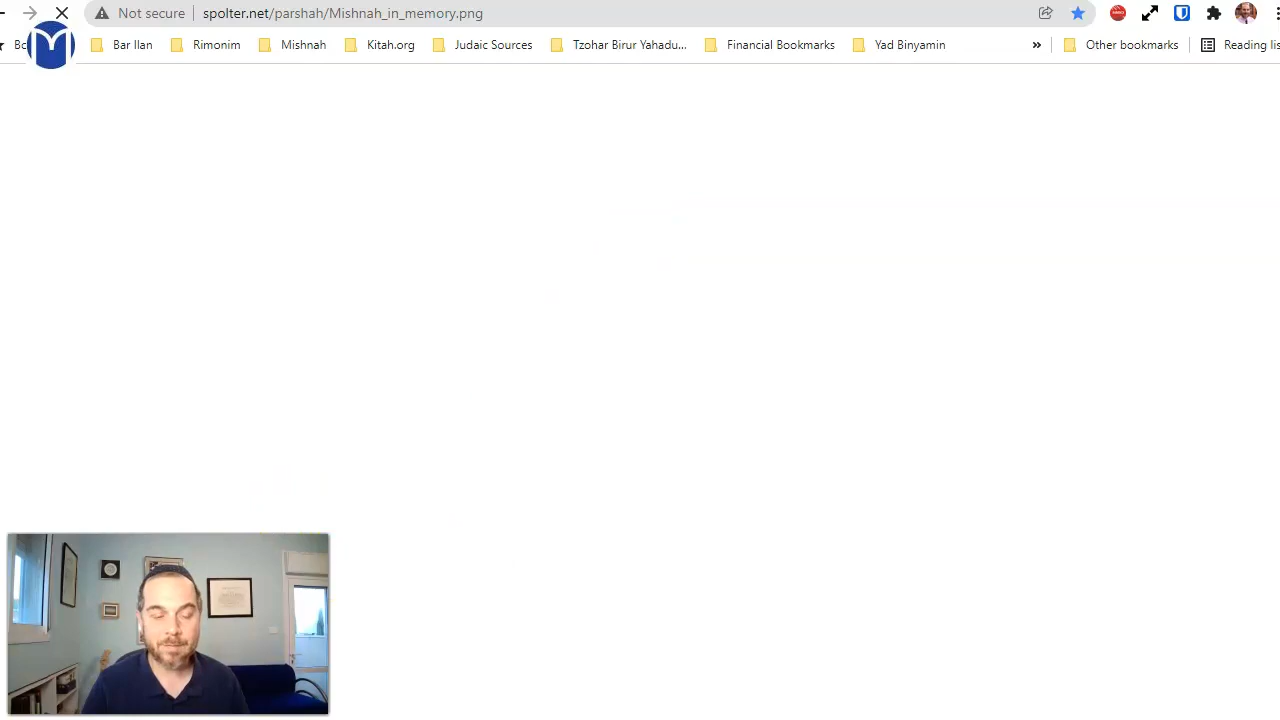 Not secure spolter.net/parshah/Mishnah_in_memory.png
Bar Ilan Rimonim Mishnah Kitah.org Judaic Sources Tzohar Birur Yahadu... Financial Bookmarks Yad Binyamin » Other bookmarks Reading lis